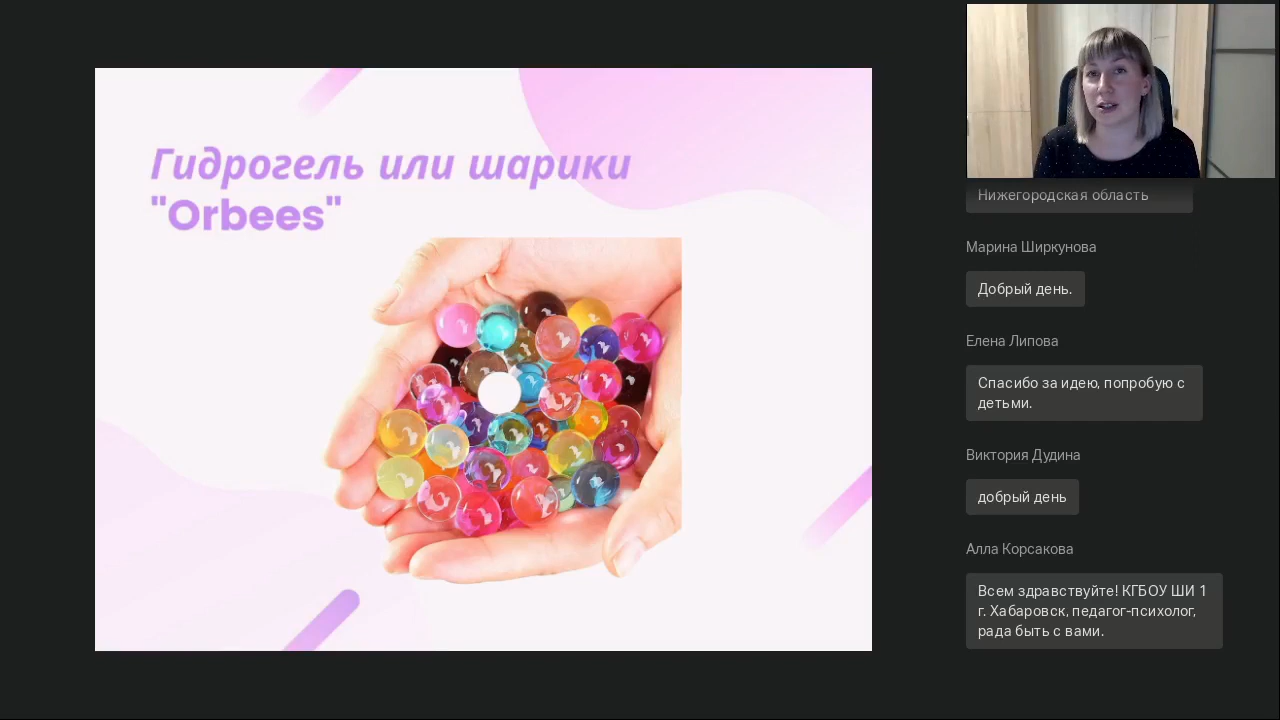 Гидрогель или шарики
"Orbees"
Нижегородская область
Марина Ширкунова
Добрый день.
Елена Липова
Спасибо за идею, попробую с
детьми.
Виктория Дудина
добрый день
Алла Корсакова
Всем здравствуйте! КГБОУ ШИ 1
г. Хабаровск, педагог-психолог,
рада быть с вами.